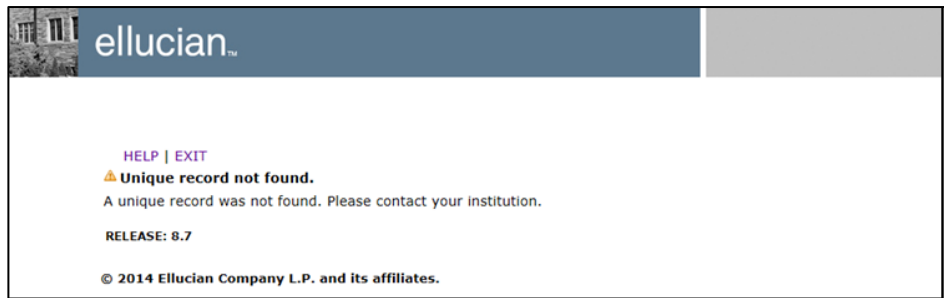 ellucian™
HELP | EXIT
Unique record not found.
A unique record was not found. Please contact your institution.
RELEASE: 8.7
© 2014 Ellucian Company L.P. and its affiliates.